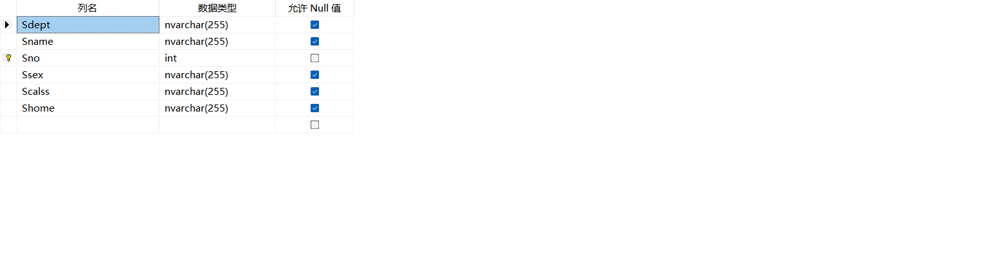 列名 数据类型 允许 Null 值
Sdept nvarchar(255)
Sname nvarchar(255)
Sno int
Ssex nvarchar(255)
Scalss nvarchar(255)
Shome nvarchar(255)